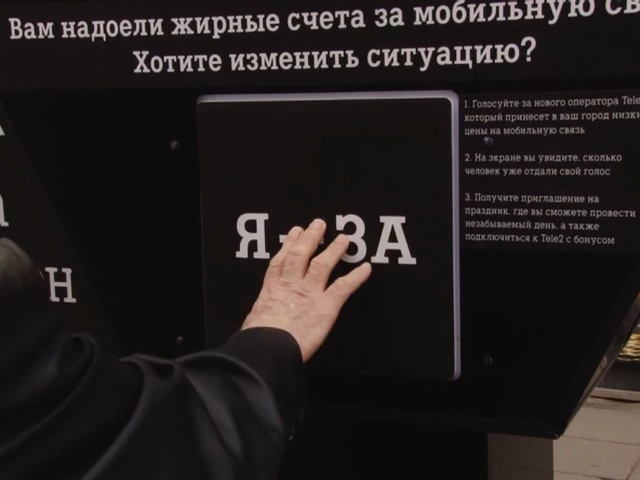 Вам надоели жирные счета за мобильную св
Хотите изменить ситуацию?
1. Голосуйте за нового оператора Tele
который принесет в ваш город низки
цены на мобильную связь
2. На экране вы увидите, сколько
человек уже отдали свой голос
3. Получите приглашение на
праздник, где вы сможете провести
незабываемый день, а также
подключиться к Tele2 с бонусом
Я - ЗА
н